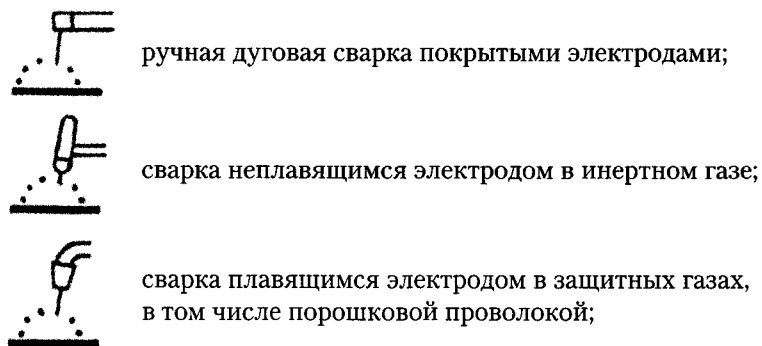 ручная дуговая сварка покрытыми электродами;
сварка неплавящимся электродом в инертном газе;
сварка плавящимся электродом в защитных газах,
в том числе порошковой проволокой;